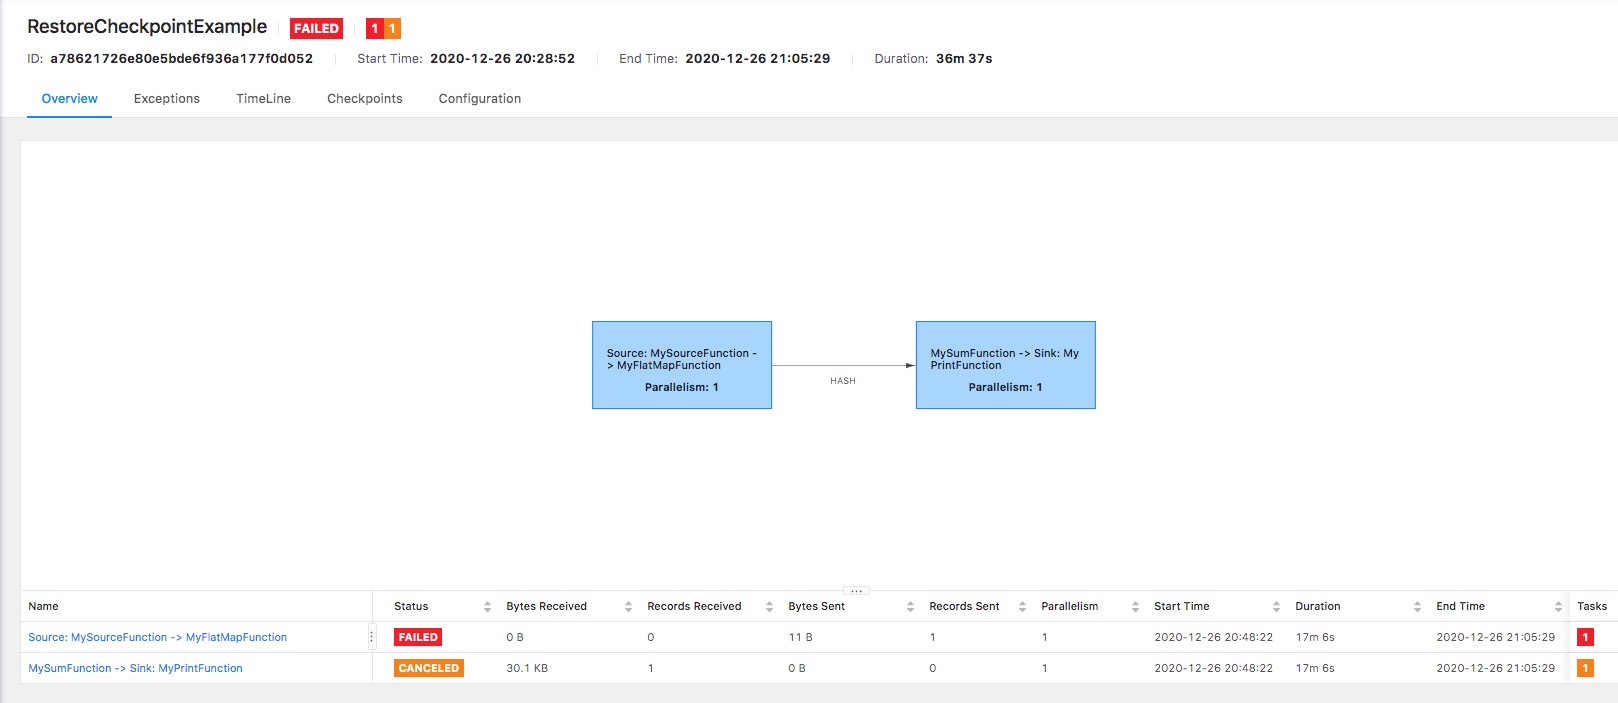 RestoreCheckpointExample FAILED 1 1
ID: a78621726e80e5bde6f936a177f0d052 Start Time: 2020-12-26 20:28:52 End Time: 2020-12-26 21:05:29 Duration: 36m 37s
Overview Exceptions TimeLine Checkpoints Configuration
Source: MySourceFunction -
> MyFlatMapFunction
Parallelism: 1
HASH
MySumFunction -> Sink: My
PrintFunction
Parallelism: 1
Name Status Bytes Received Records Received Bytes Sent Records Sent Parallelism Start Time Duration End Time Tasks
Source: MySourceFunction -> MyFlatMapFunction FAILED 0 B 0 11 B 1 1 2020-12-26 20:48:22 17m 6s 2020-12-26 21:05:29 1
MySumFunction -> Sink: MyPrintFunction CANCELED 30.1 KB 1 0 B 0 1 2020-12-26 20:48:22 17m 6s 2020-12-26 21:05:29 1